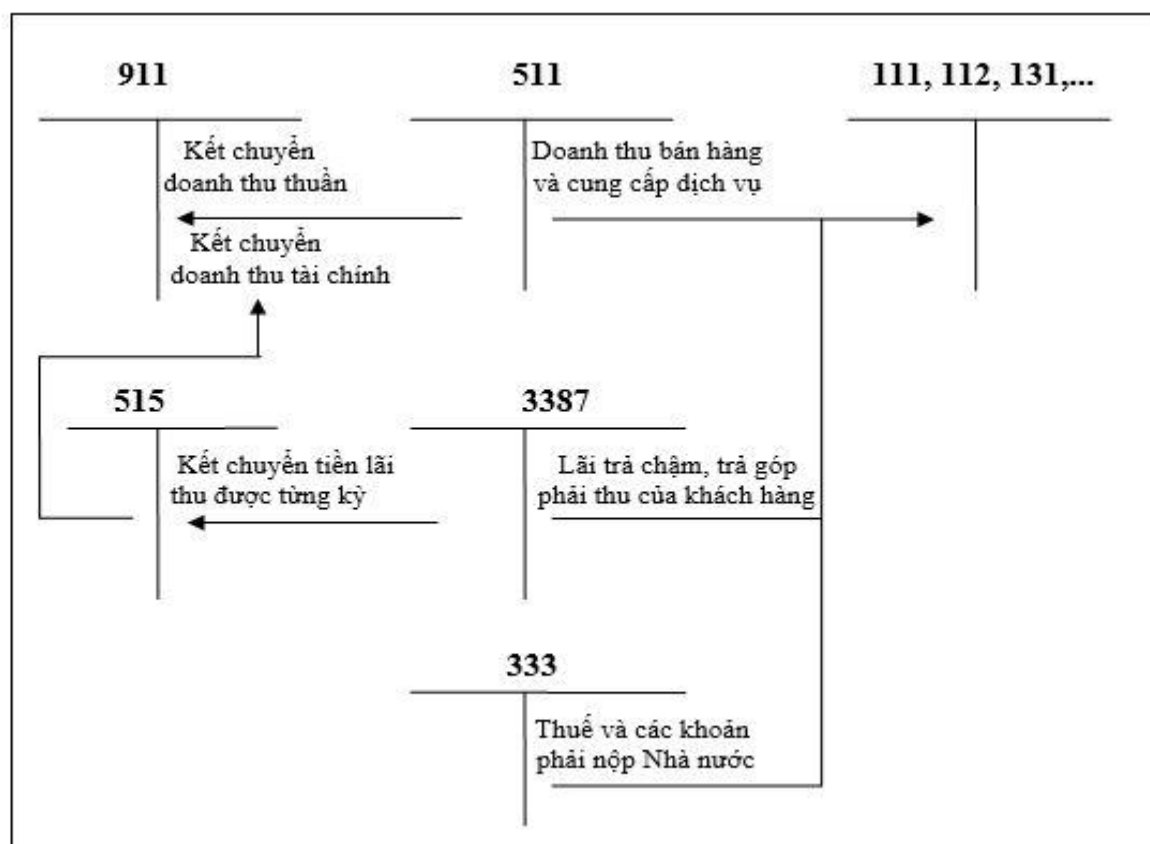 911
511
111, 112, 131,...
Kết chuyển
doanh thu thuần
Doanh thu bán hàng
và cung cấp dịch vụ
Kết chuyển
doanh thu tài chính
515
3387
Kết chuyển tiền lãi
thu được từng kỳ
Lãi trả chậm, trả góp
phải thu của khách hàng
333
Thuế và các khoản
phải nộp Nhà nước